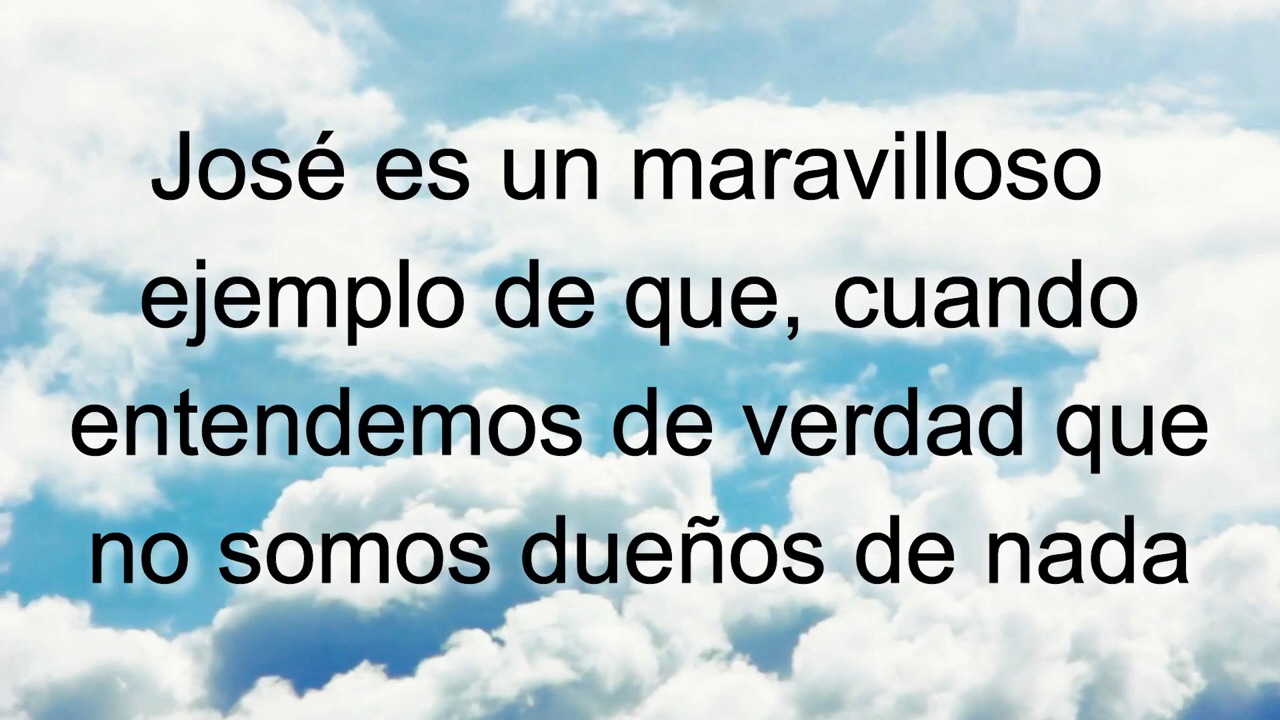 José es un maravilloso
ejemplo de que, cuando
entendemos de verdad que
no somos dueños de nada